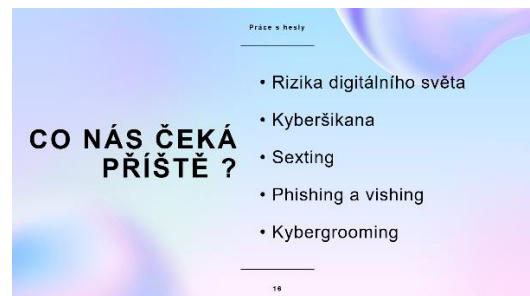 Práce s hesly
CO NÁS ČEKÁ
PŘÍŠTĚ ?
• Rizika digitálního světa
• Kyberšikana
• Sexting
• Phishing a vishing
• Kybergrooming
16